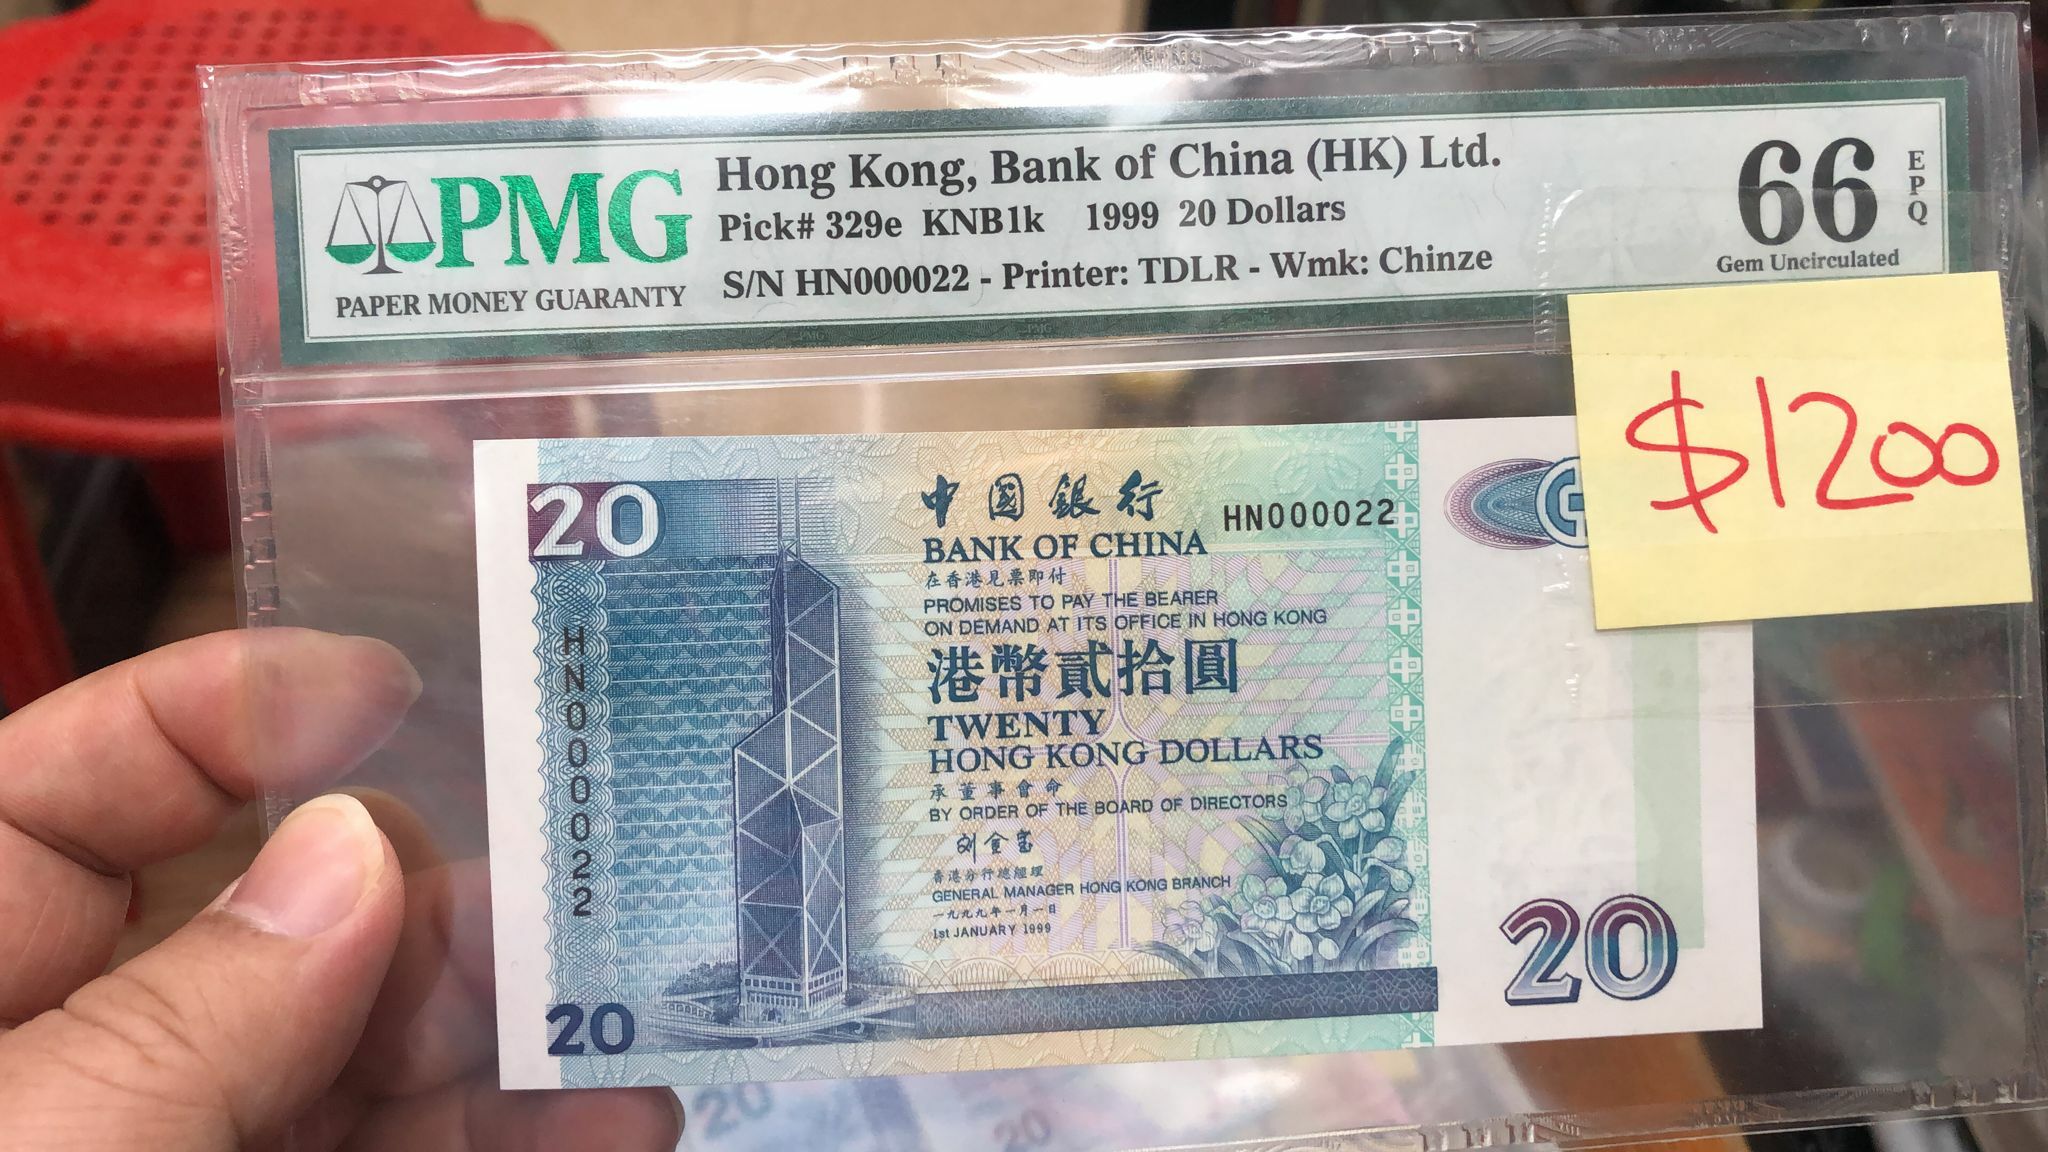 PMG
PAPER MONEY GUARANTY
Hong Kong, Bank of China (HK) Ltd.
Pick# 329e KNB1k 1999 20 Dollars
S/N HN000022 - Printer: TDLR - Wmk: Chinze
66
EPQ
Gem Uncirculated
$1200
20
中國銀行
HN000022
BANK OF CHINA
在香港見票即付
PROMISES TO PAY THE BEARER
ON DEMAND AT ITS OFFICE IN HONG KONG
港幣貳拾圓
TWENTY
HONG KONG DOLLARS
承董事會命
BY ORDER OF THE BOARD OF DIRECTORS
香港分行總經理
GENERAL MANAGER HONG KONG BRANCH
一九九九年一月一日
1st JANUARY 1999
HN000022
20
20
20
20